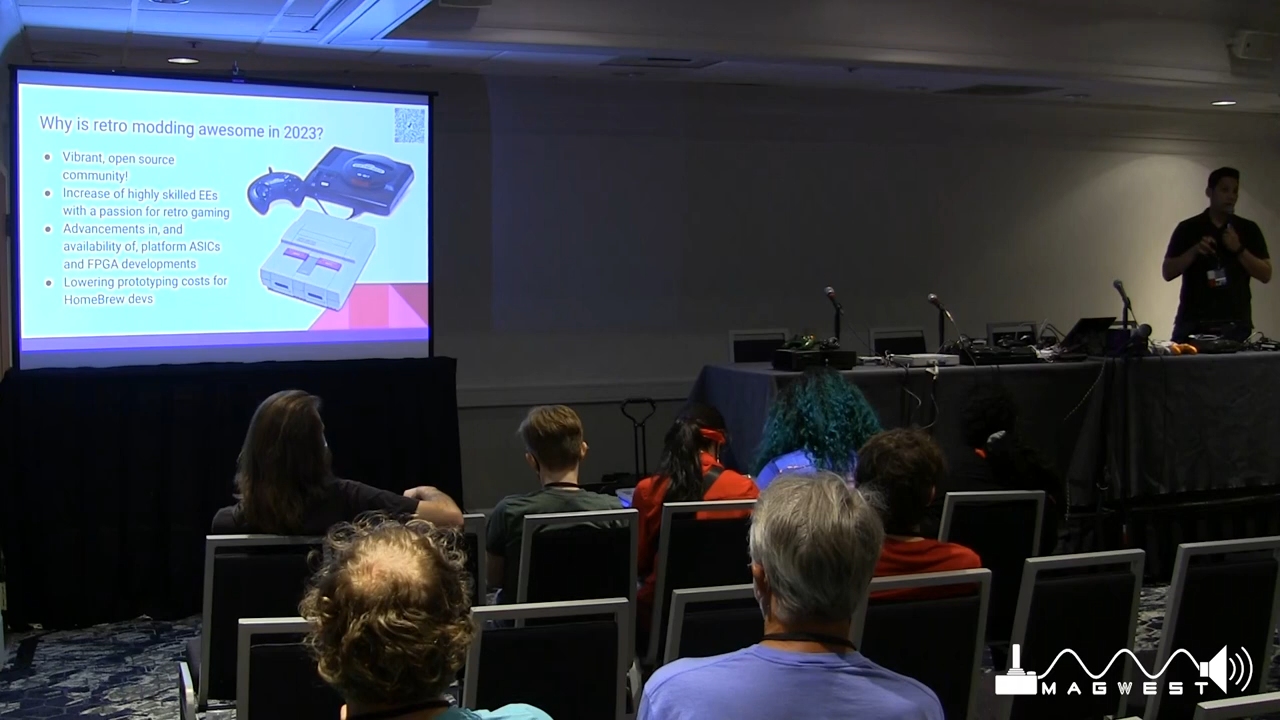 Why is retro modding awesome in 2023?
Vibrant, open source
community!
Increase of highly skilled EEs
with a passion for retro gaming
Advancements in, and
availability of, platform ASICs
and FPGA developments
Lowering prototyping costs for
HomeBrew devs
MAGWEST